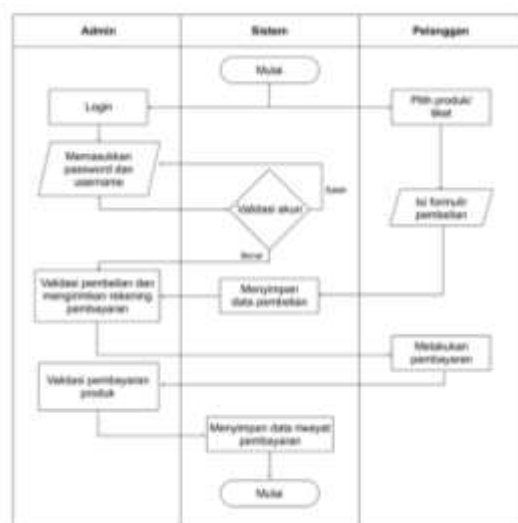 Admin
Sistem
Pelanggan
Mulai
Login
Pilih produk/
tiket
Memasukkan
password dan
username
Salah
Validasi akun
Isi formulir
pembelian
Benar
Validasi pembelian dan
mengirimkan rekening
pembayaran
Menyimpan
data pembelian
Melakukan
pembayaran
Validasi pembayaran
produk
Menyimpan data riwayat
pembayaran
Mulai